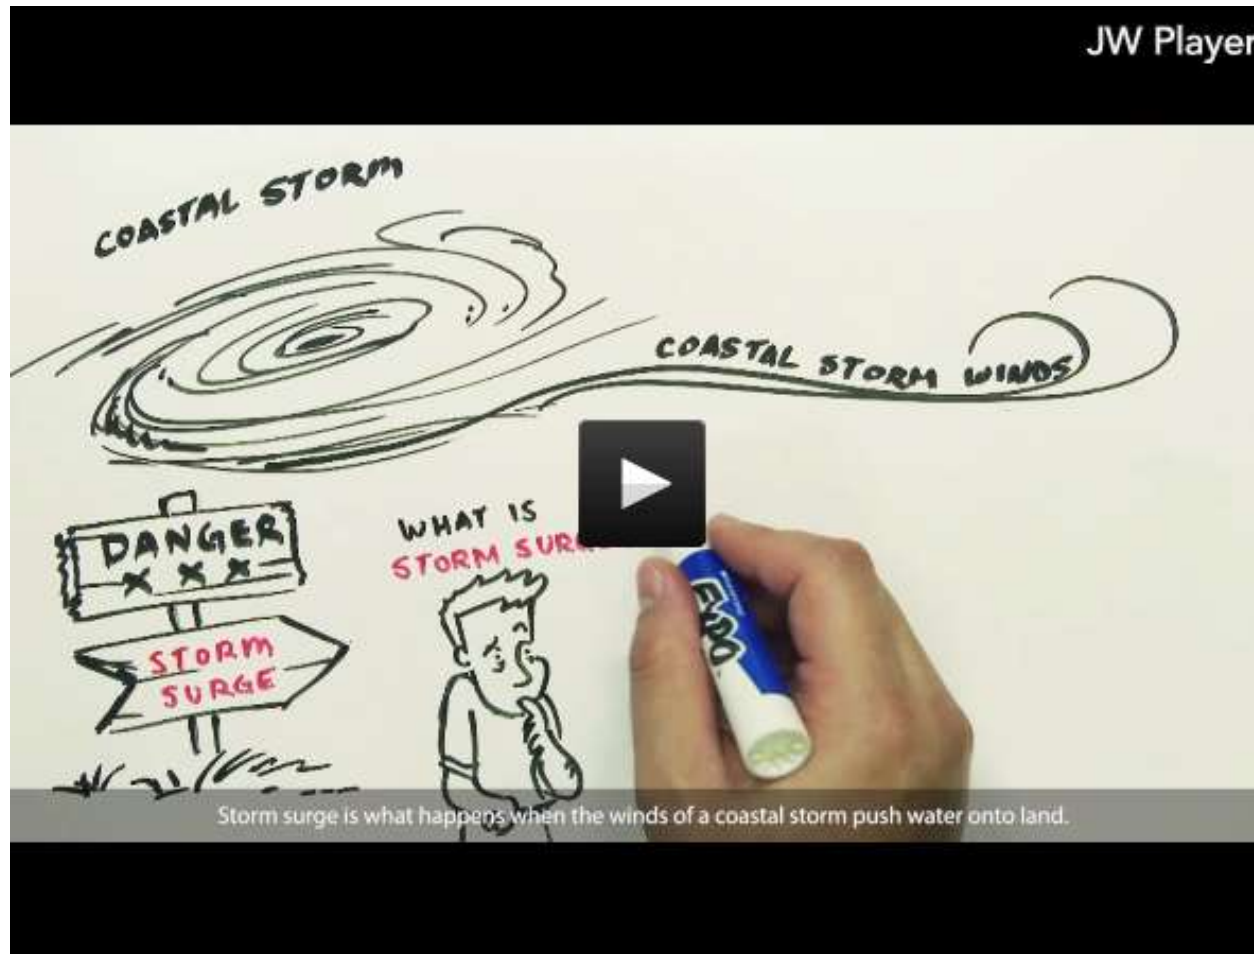 JW Player
COASTAL STORM
COASTAL STORM WINDS
DANGER
WHAT IS
STORM
STORM
SURGE
EXPO
Storm surge is what happens when the winds of a coastal storm push water onto land.